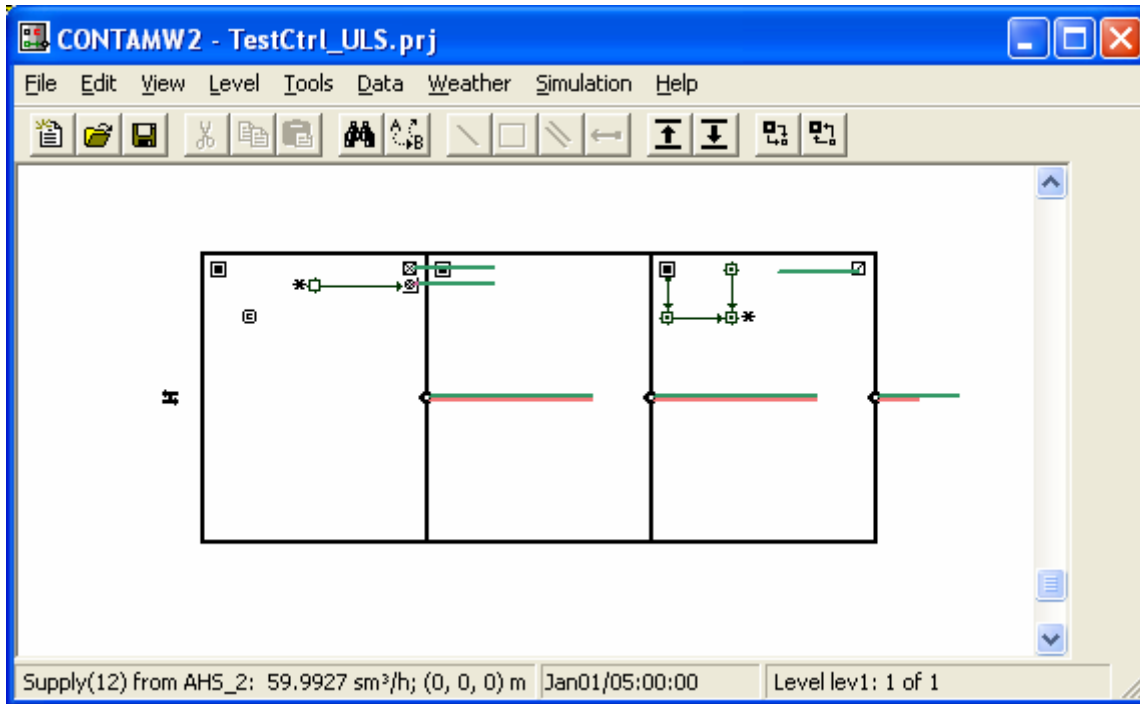 CONTAMW2 - TestCtrl_ULS.prj
File Edit View Level Tools Data Weather Simulation Help
A B
* 
c
*
Supply(12) from AHS_2: 59.9927 sm³/h; (0, 0, 0) m Jan01/05:00:00 Level lev1: 1 of 1